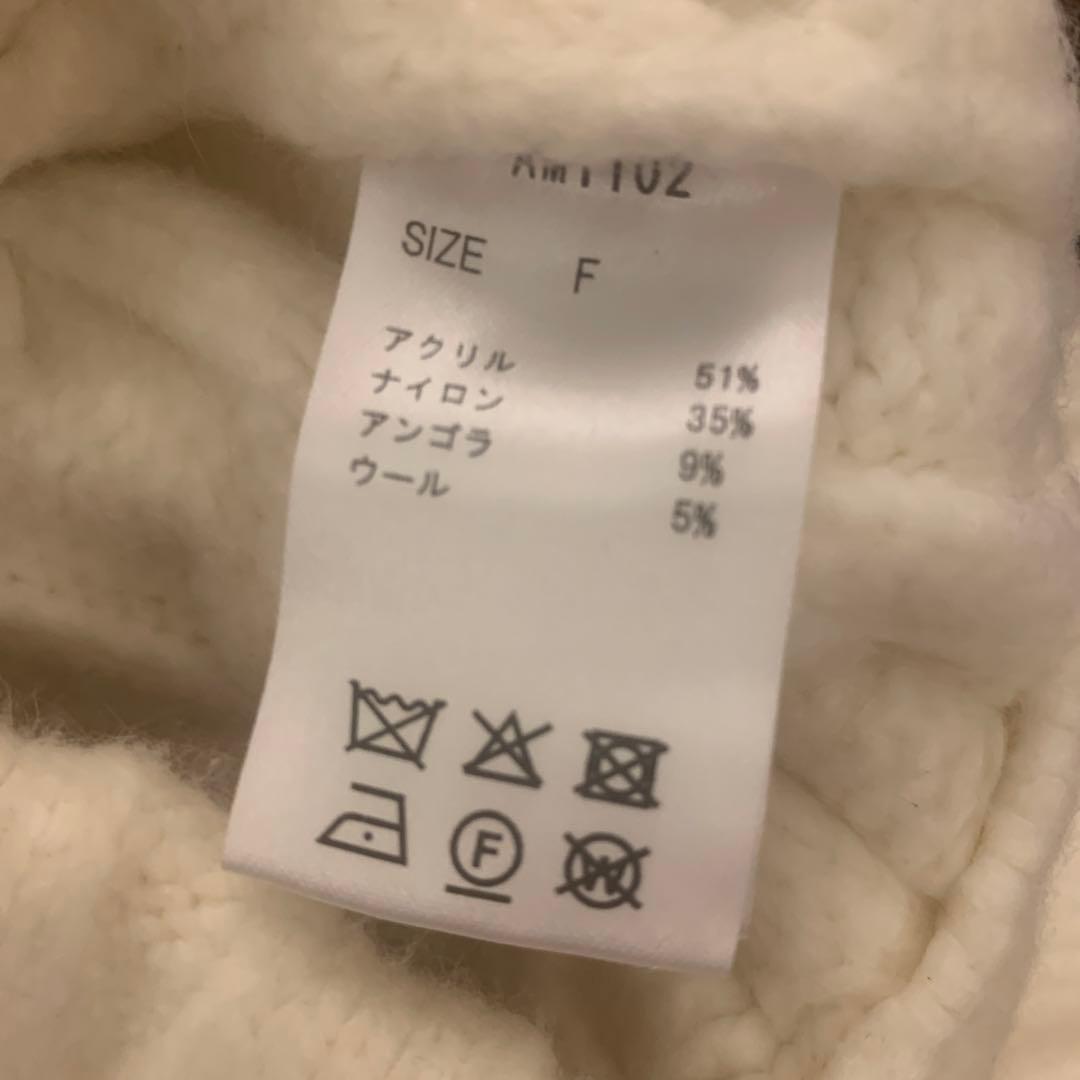 SIZE F
アクリル 51%
ナイロン 35%
アンゴラ 9%
ウール 5%
F
W